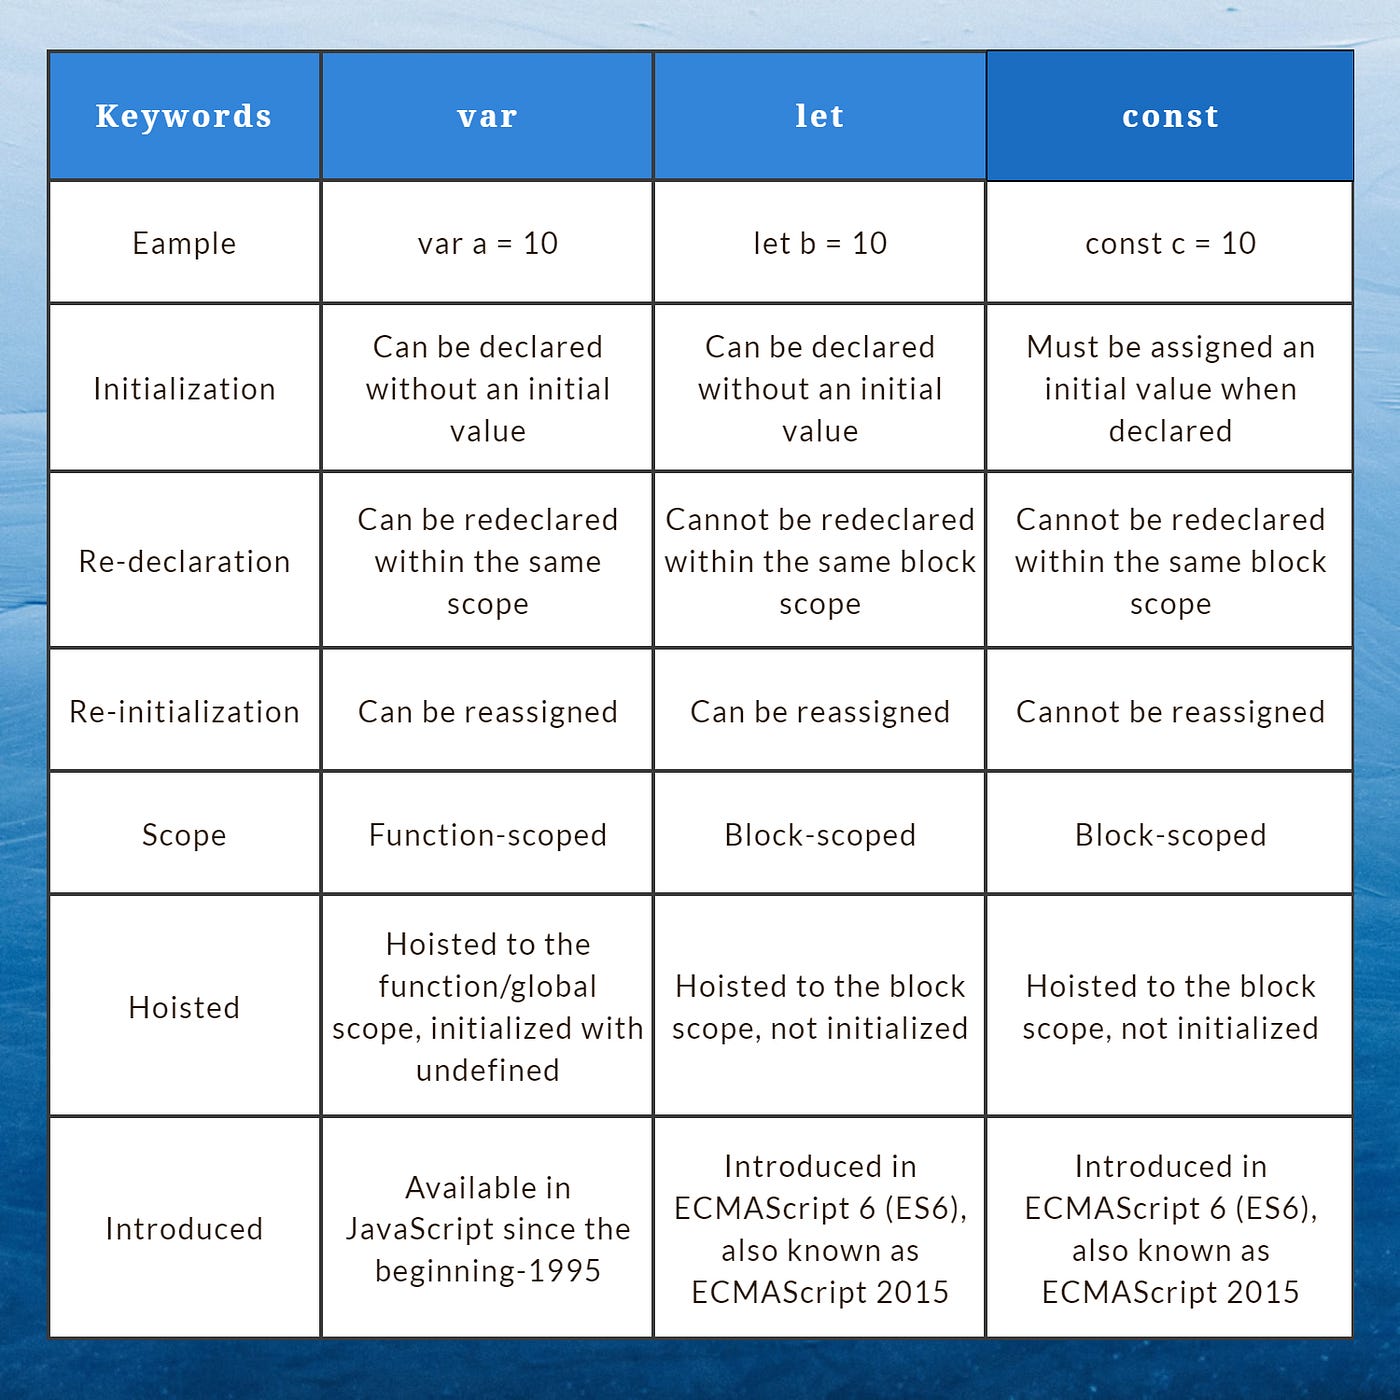 Keywords var let const
Eample var a = 10 let b = 10 const c = 10
Initialization
Can be declared
without an initial
value
Can be declared
without an initial
value
Must be assigned an
initial value when
declared
Re-declaration
Can be redeclared
within the same
scope
Cannot be redeclared
within the same block
scope
Cannot be redeclared
within the same block
scope
Re-initialization Can be reassigned Can be reassigned Cannot be reassigned
Scope Function-scoped Block-scoped Block-scoped
Hoisted
Hoisted to the
function/global
scope, initialized with
undefined
Hoisted to the block
scope, not initialized
Hoisted to the block
scope, not initialized
Introduced
Available in
JavaScript since the
beginning-1995
Introduced in
ECMAScript 6 (ES6),
also known as
ECMAScript 2015
Introduced in
ECMAScript 6 (ES6),
also known as
ECMAScript 2015